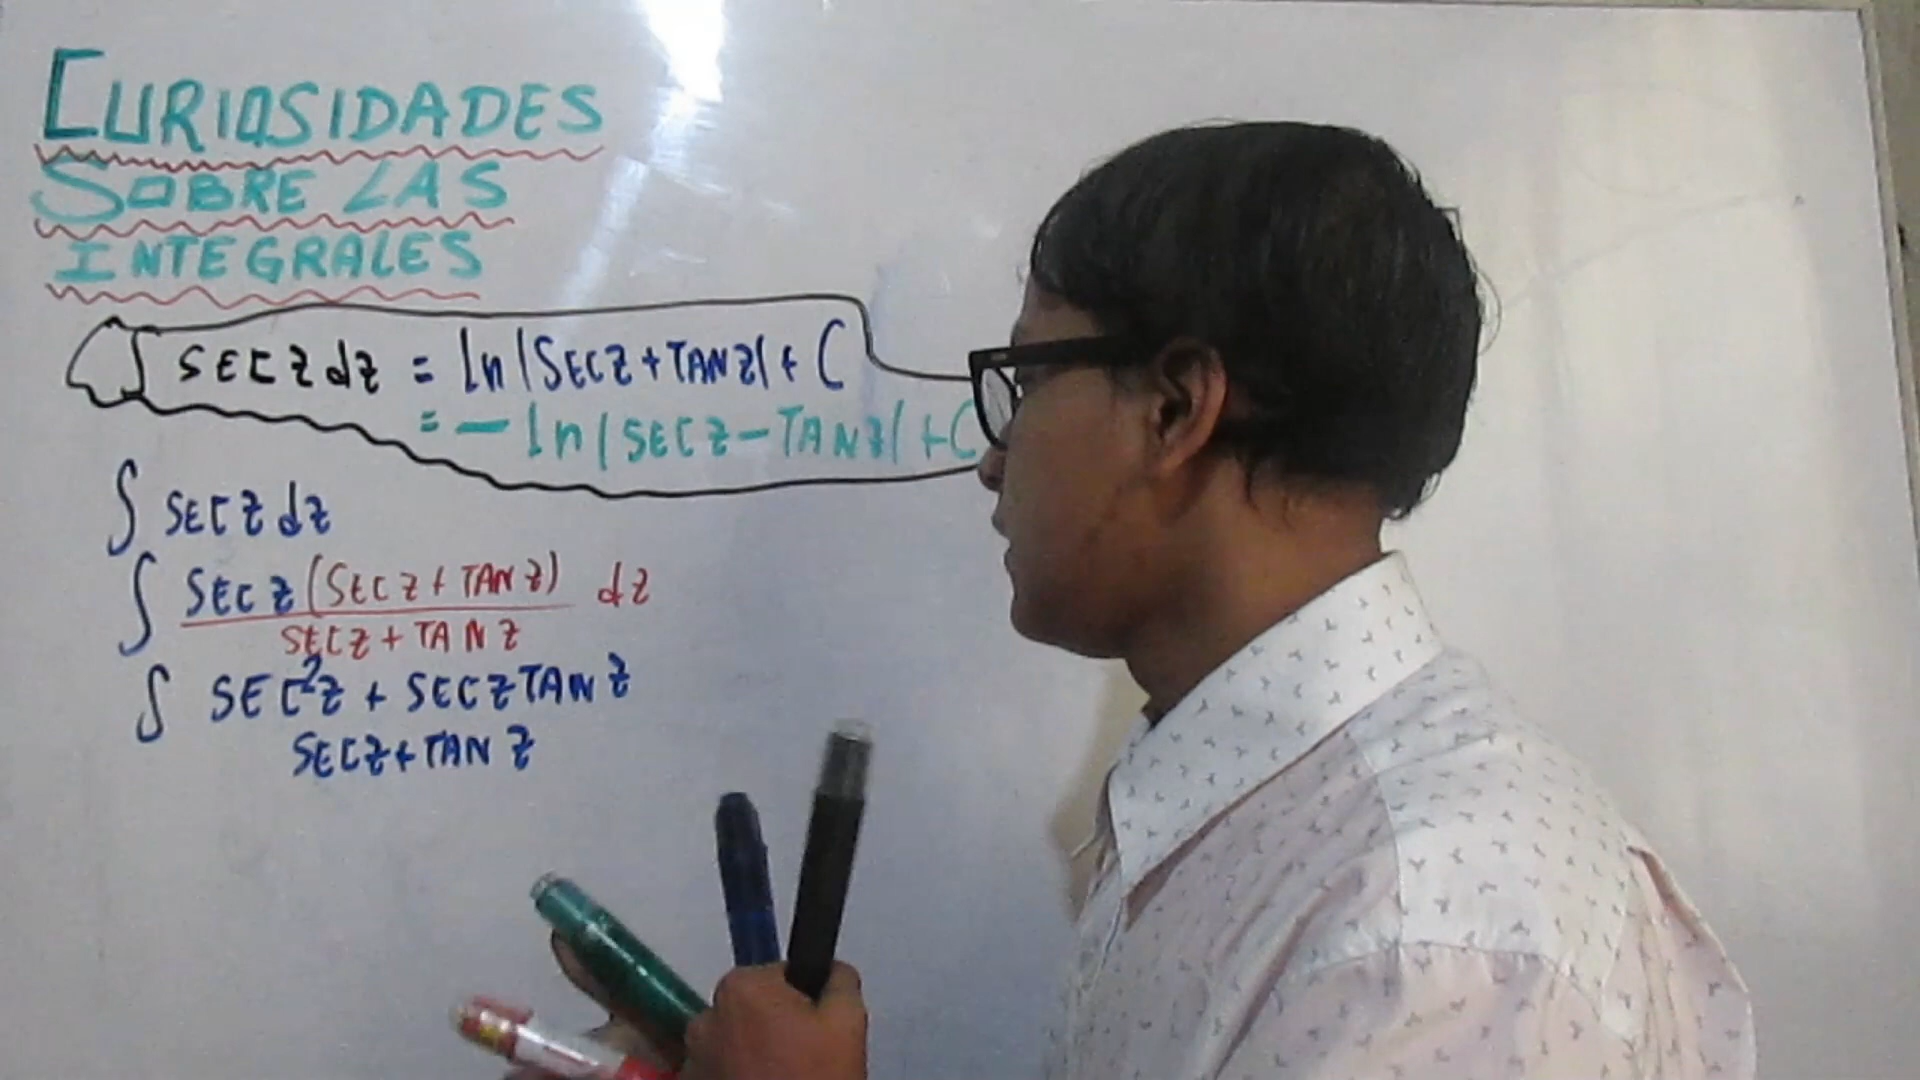 CURIOSIDADES
SOBRE LAS
INTEGRALES
∫ SEC z dz = ln |SEC z + TAN z| + C
= - ln |SEC z - TAN z| + C
∫ SEC z dz
∫ SEC z (SEC z + TAN z) dz
SEC z + TAN z
∫ SEC² z + SEC z TAN z
SEC z + TAN z